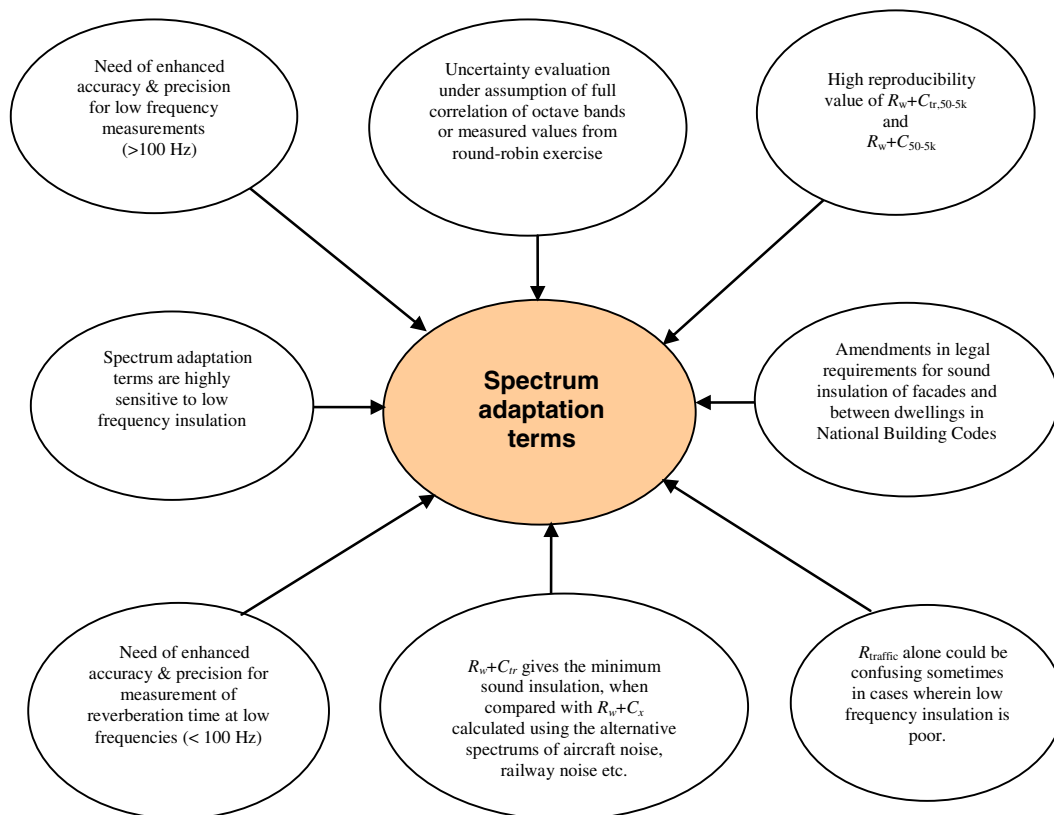 Need of enhanced
accuracy & precision
for low frequency
measurements
(>100 Hz)
Uncertainty evaluation
under assumption of full
correlation of octave bands
or measured values from
round-robin exercise
High reproducibility
value of Rw+Ctr,50-5k
and
Rw+C50-5k
Spectrum adaptation
terms are highly
sensitive to low
frequency insulation
Spectrum
adaptation
terms
Amendments in legal
requirements for sound
insulation of facades and
between dwellings in
National Building Codes
Need of enhanced
accuracy & precision for
measurement of
reverberation time at low
frequencies (< 100 Hz)
Rw+Ctr gives the minimum
sound insulation, when
compared with Rw+Cx
calculated using the alternative
spectrums of aircraft noise,
railway noise etc.
Rtraffic alone could be
confusing sometimes
in cases wherein low
frequency insulation is
poor.